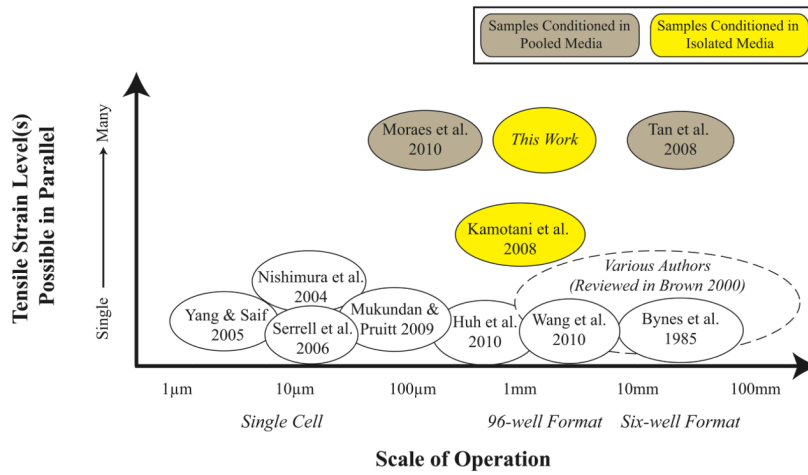 Samples Conditioned in
Pooled Media
Samples Conditioned in
Isolated Media
Tensile Strain Level(s)
Possible in Parallel
Many
Single
Moraes et al.
2010
This Work
Tan et al.
2008
Kamotani et al.
2008
Various Authors
(Reviewed in Brown 2000)
Nishimura et al.
2004
Yang & Saif
2005
Serrell et al.
2006
Mukundan &
Pruitt 2009
Huh et al.
2010
Wang et al.
2010
Bynes et al.
1985
1μm
10μm
100μm
1mm
10mm
100mm
Single Cell
96-well Format
Six-well Format
Scale of Operation